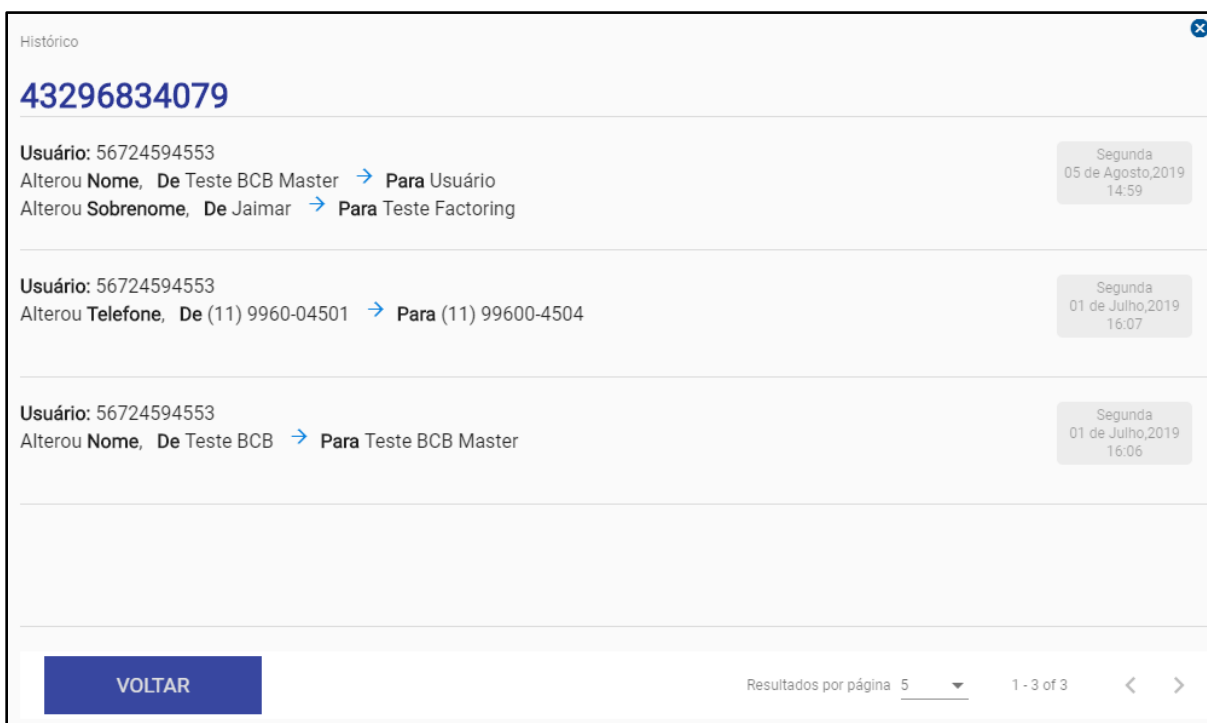 Histórico
43296834079
Usuário: 56724594553
Alterou Nome, De Teste BCB Master → Para Usuário
Alterou Sobrenome, De Jaimar → Para Teste Factoring
Segunda
05 de Agosto,2019
14:59
Usuário: 56724594553
Alterou Telefone, De (11) 9960-04501 → Para (11) 99600-4504
Segunda
01 de Julho,2019
16:07
Usuário: 56724594553
Alterou Nome, De Teste BCB → Para Teste BCB Master
Segunda
01 de Julho,2019
16:06
VOLTAR
Resultados por página 5
1 - 3 of 3